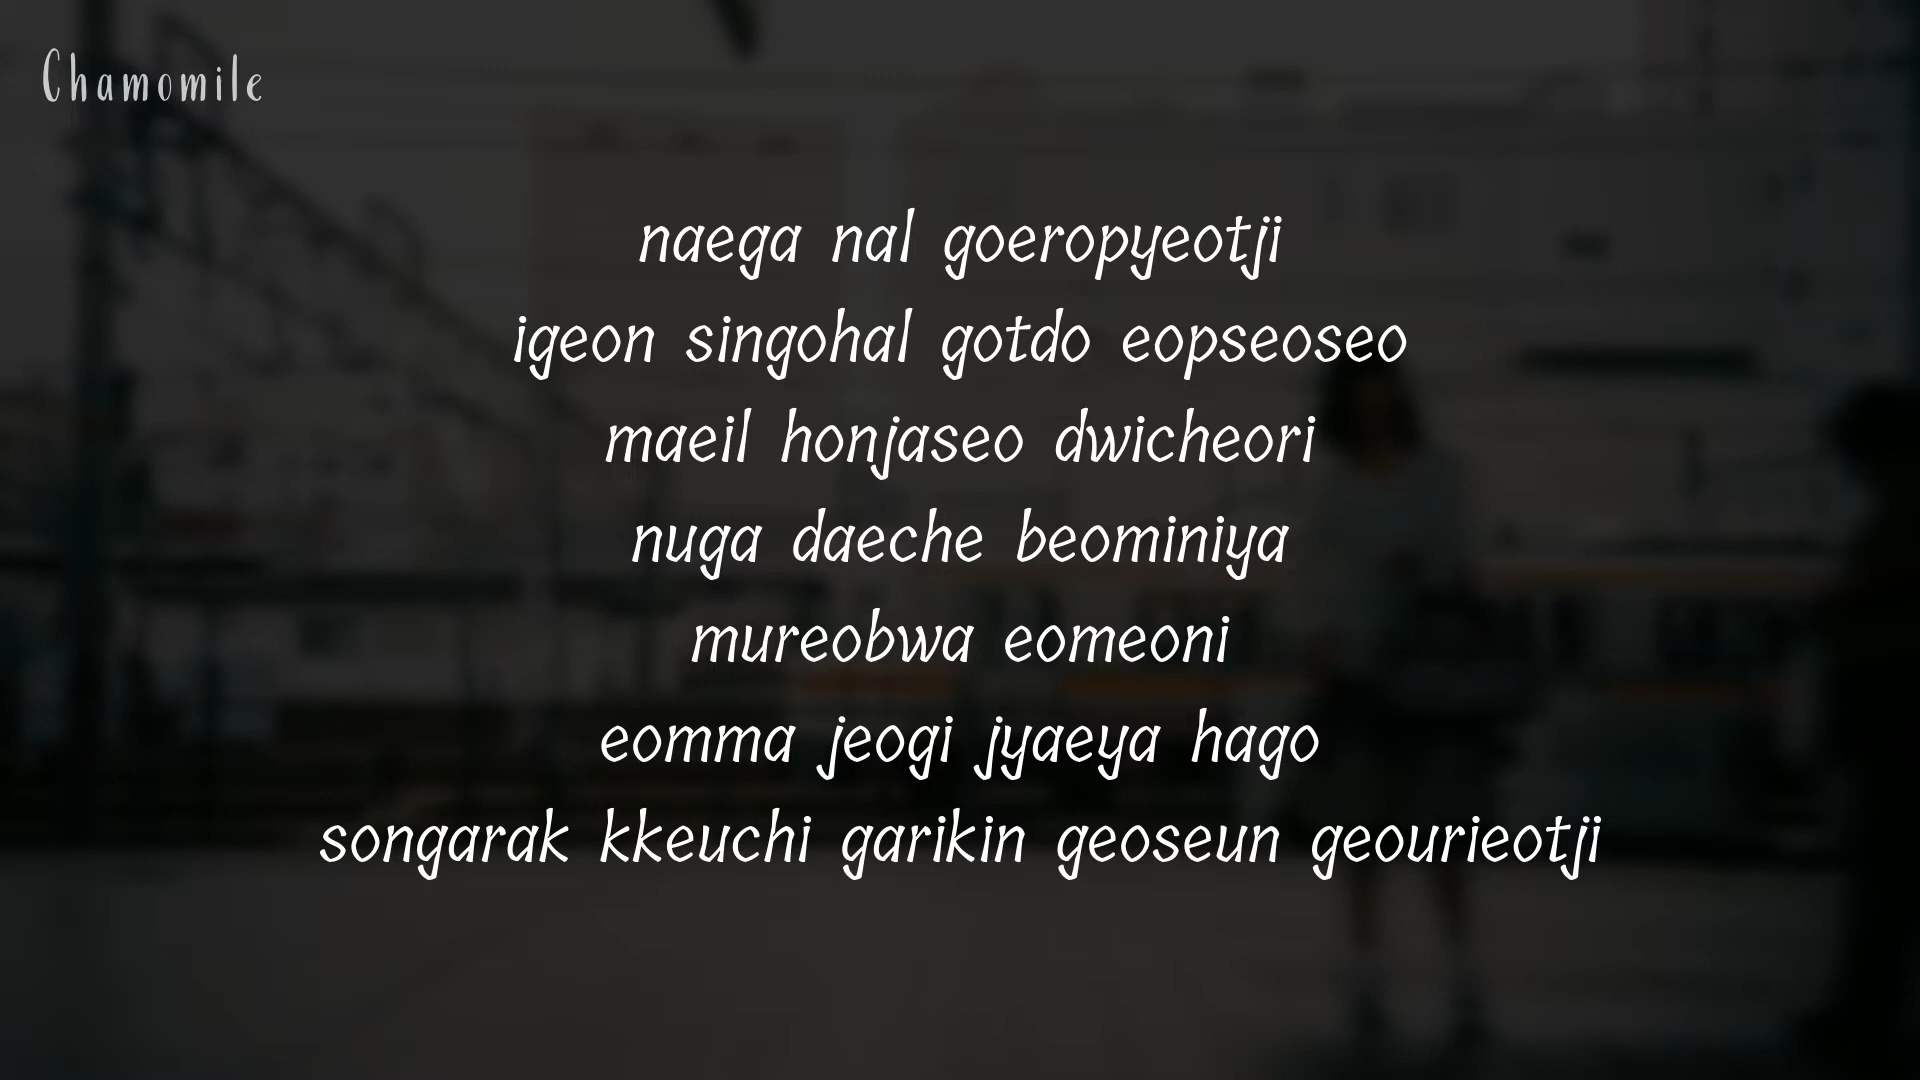 Chamomile
naega nal goeropyeotji
igeon singohal gotdo eopseoseo
maeil honjaseo dwicheori
nuga daeche beominiya
mureobwa eomeoni
eomma jeogi jyaeya hago
songarak kkeuchi garikin geoseun geourieotji